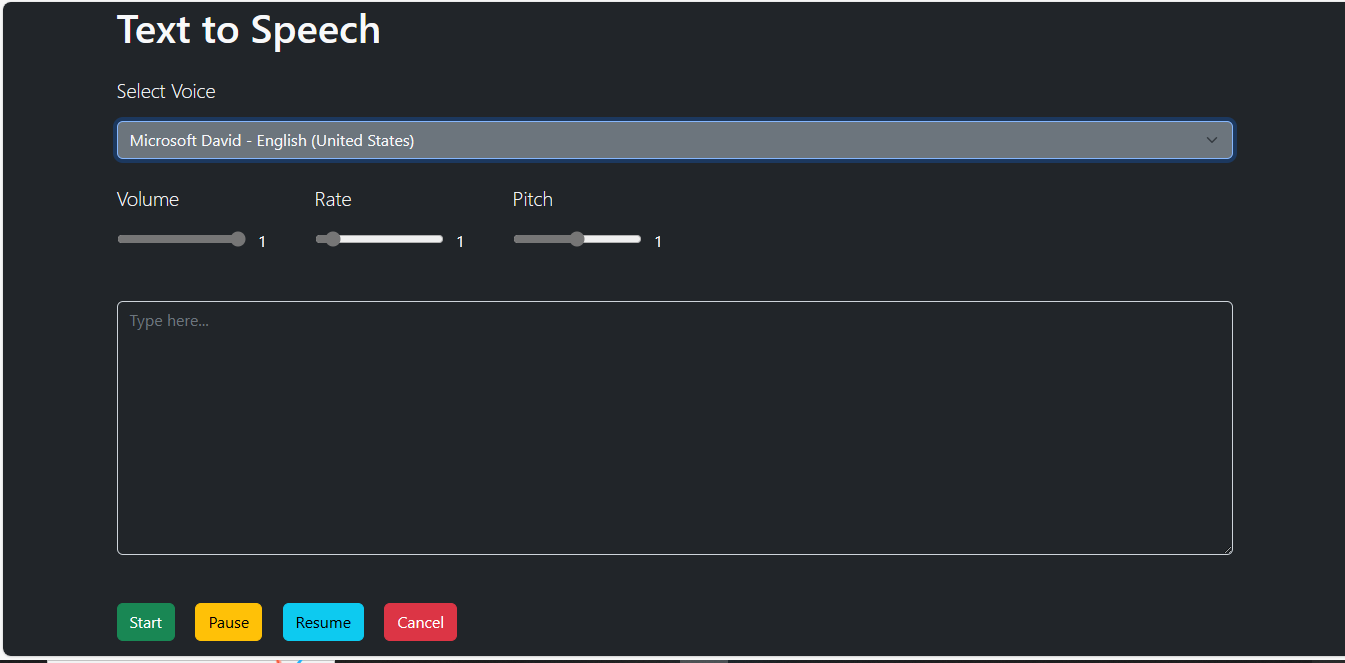 Text to Speech
Select Voice
Microsoft David - English (United States)
Volume Rate Pitch
1 1 1
Type here...
Start Pause Resume Cancel